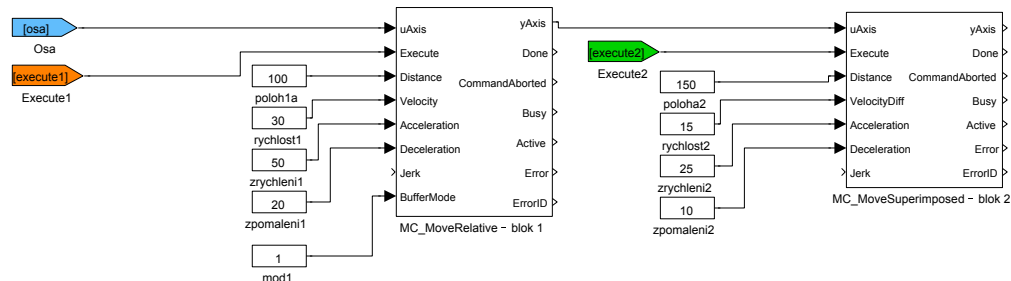 [osa]
Osa
[execute1]
Execute1
100
poloh1a
30
rychlost1
50
zrychleni1
20
zpomaleni1
1
mod1
uAxis
Execute
Distance
Velocity
Acceleration
Deceleration
Jerk
BufferMode
yAxis
Done
CommandAborted
Busy
Active
Error
ErrorID
MC_MoveRelative - blok 1
[execute2]
Execute2
150
poloha2
15
rychlost2
25
zrychleni2
10
zpomaleni2
uAxis
Execute
Distance
VelocityDiff
Acceleration
Deceleration
Jerk
yAxis
Done
CommandAborted
Busy
Active
Error
ErrorID
MC_MoveSuperimposed - blok 2